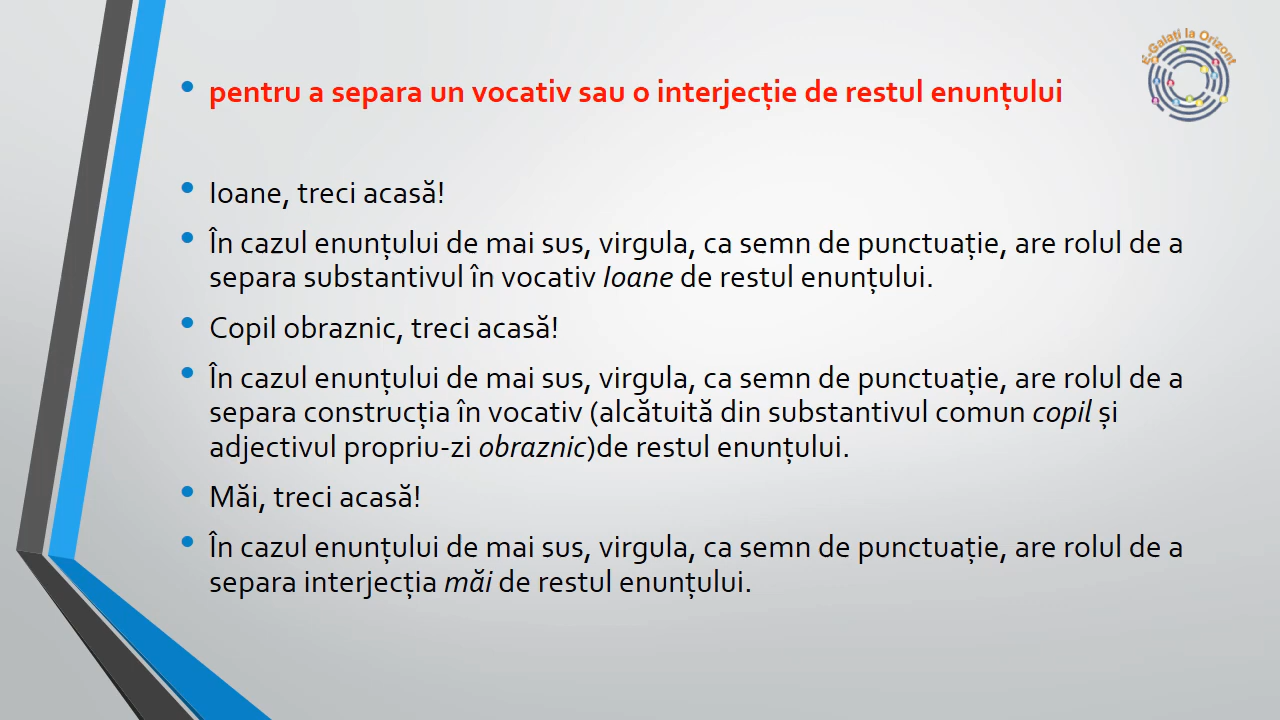 E-Galați la Orizont
• pentru a separa un vocativ sau o interjecție de restul enunțului
• Ioane, treci acasă!
• În cazul enunțului de mai sus, virgula, ca semn de punctuație, are rolul de a
separa substantivul în vocativ Ioane de restul enunțului.
• Copil obraznic, treci acasă!
• În cazul enunțului de mai sus, virgula, ca semn de punctuație, are rolul de a
separa construcția în vocativ (alcătuită din substantivul comun copil și
adjectivul propriu-zi obraznic)de restul enunțului.
• Măi, treci acasă!
• În cazul enunțului de mai sus, virgula, ca semn de punctuație, are rolul de a
separa interjecția măi de restul enunțului.